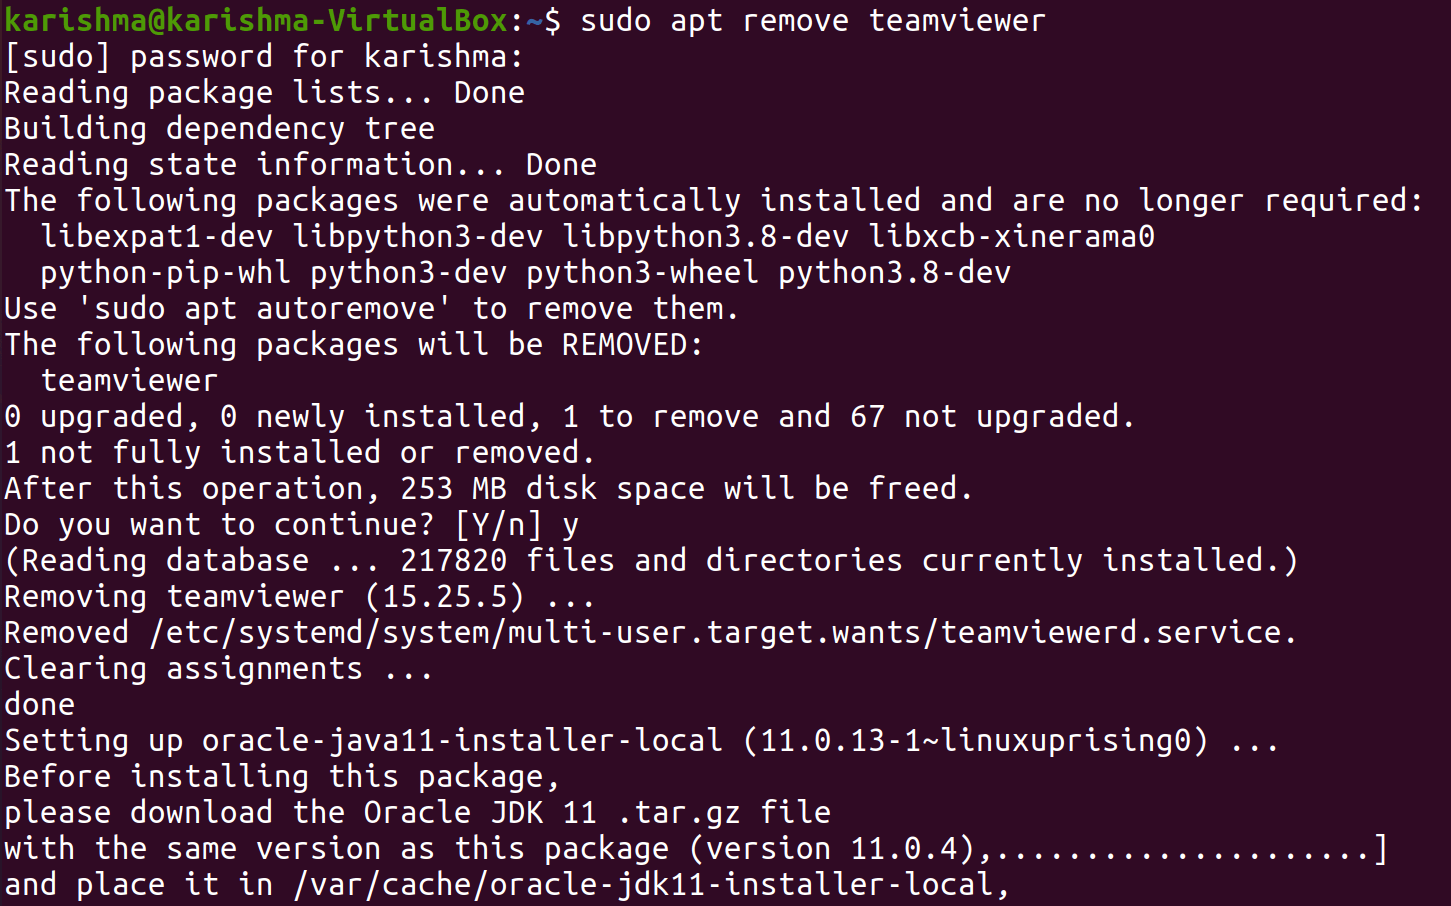 karishma@karishma-VirtualBox:~$ sudo apt remove teamviewer
[sudo] password for karishma:
Reading package lists... Done
Building dependency tree
Reading state information... Done
The following packages were automatically installed and are no longer required:
  libexpat1-dev libpython3-dev libpython3.8-dev libxcb-xinerama0
  python-pip-whl python3-dev python3-wheel python3.8-dev
Use 'sudo apt autoremove' to remove them.
The following packages will be REMOVED:
  teamviewer
0 upgraded, 0 newly installed, 1 to remove and 67 not upgraded.
1 not fully installed or removed.
After this operation, 253 MB disk space will be freed.
Do you want to continue? [Y/n] y
(Reading database ... 217820 files and directories currently installed.)
Removing teamviewer (15.25.5) ...
Removed /etc/systemd/system/multi-user.target.wants/teamviewerd.service.
Clearing assignments ...
done
Setting up oracle-java11-installer-local (11.0.13-1~linuxuprising0) ...
Before installing this package,
please download the Oracle JDK 11 .tar.gz file
with the same version as this package (version 11.0.4),.....................]
and place it in /var/cache/oracle-jdk11-installer-local,